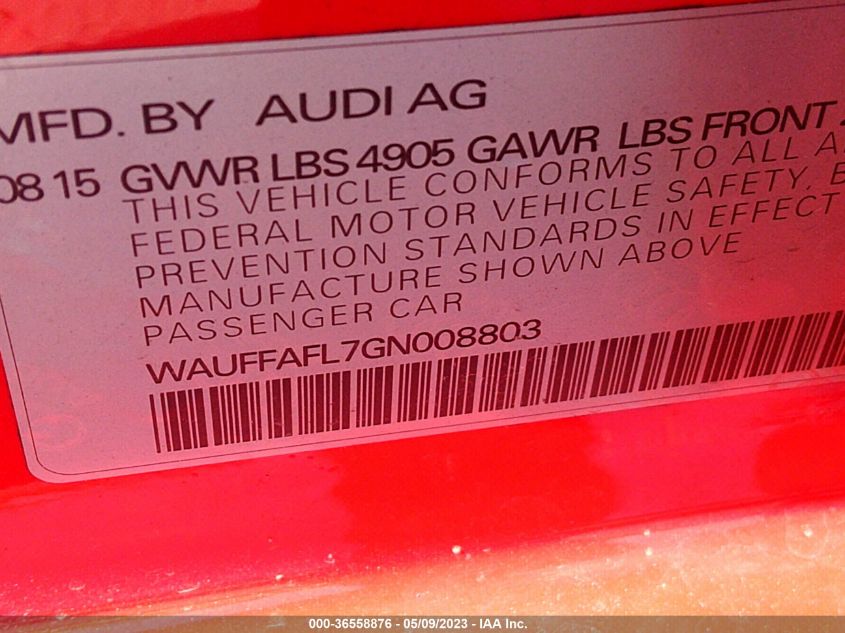 MFD. BY AUDI AG
08 15 GVWR LBS 4905 GAWR LBS FRONT
THIS VEHICLE CONFORMS TO ALL
FEDERAL MOTOR VEHICLE SAFETY,
PREVENTION STANDARDS IN EFFECT
MANUFACTURE SHOWN ABOVE
PASSENGER CAR
WAUFFAFL7GN008803
000-36558876 - 05/09/2023 - IAA Inc.